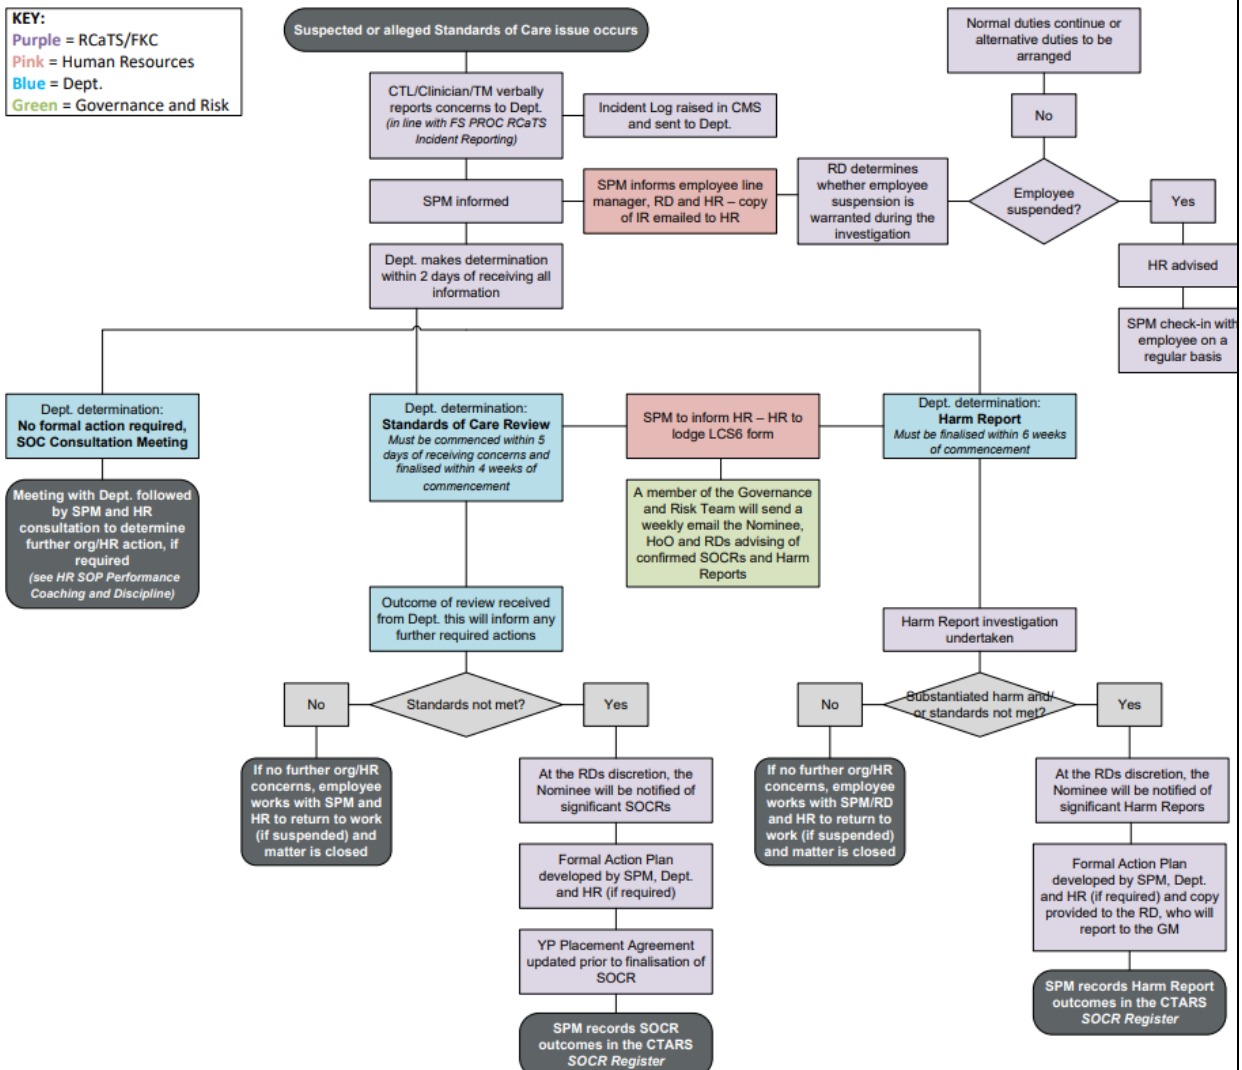 KEY:
Purple = RCaTS/FKC
Pink = Human Resources
Blue = Dept.
Green = Governance and Risk
Suspected or alleged Standards of Care issue occurs
Normal duties continue or
alternative duties to be
arranged
CTL/Clinician/TM verbally
reports concerns to Dept.
(in line with FS PROC RCaTS
Incident Reporting)
Incident Log raised in CMS
and sent to Dept.
No
SPM informed
SPM informs employee line
manager, RD and HR – copy
of IR emailed to HR
RD determines
whether employee
suspension is
warranted during the
investigation
Employee
suspended?
Yes
Dept. makes determination
within 2 days of receiving all
information
HR advised
SPM check-in with
employee on a
regular basis
Dept. determination:
No formal action required,
SOC Consultation Meeting
Dept. determination:
Standards of Care Review
Must be commenced within 5
days of receiving concerns and
finalised within 4 weeks of
commencement
SPM to inform HR – HR to
lodge LCS6 form
Dept. determination:
Harm Report
Must be finalised within 6 weeks
of commencement
Meeting with Dept. followed
by SPM and HR
consultation to determine
further org/HR action, if
required
(see HR SOP Performance
Coaching and Discipline)
A member of the Governance
and Risk Team will send a
weekly email the Nominee,
HoO and RDs advising of
confirmed SOCRs and Harm
Reports
Outcome of review received
from Dept. this will inform any
further required actions
Harm Report investigation
undertaken
No
Standards not met?
Yes
No
Substantiated harm and/
or standards not met?
Yes
If no further org/HR
concerns, employee
works with SPM and
HR to return to work
(if suspended) and
matter is closed
At the RDs discretion, the
Nominee will be notified of
significant SOCRs
If no further org/HR
concerns, employee
works with SPM/RD
and HR to return to
work (if suspended)
and matter is closed
At the RDs discretion, the
Nominee will be notified of
significant Harm Repors
Formal Action Plan
developed by SPM, Dept.
and HR (if required)
Formal Action Plan
developed by SPM, Dept.
and HR (if required) and copy
provided to the RD, who will
report to the GM
YP Placement Agreement
updated prior to finalisation of
SOCR
SPM records Harm Report
outcomes in the CTARS
SOCR Register
SPM records SOCR
outcomes in the CTARS
SOCR Register